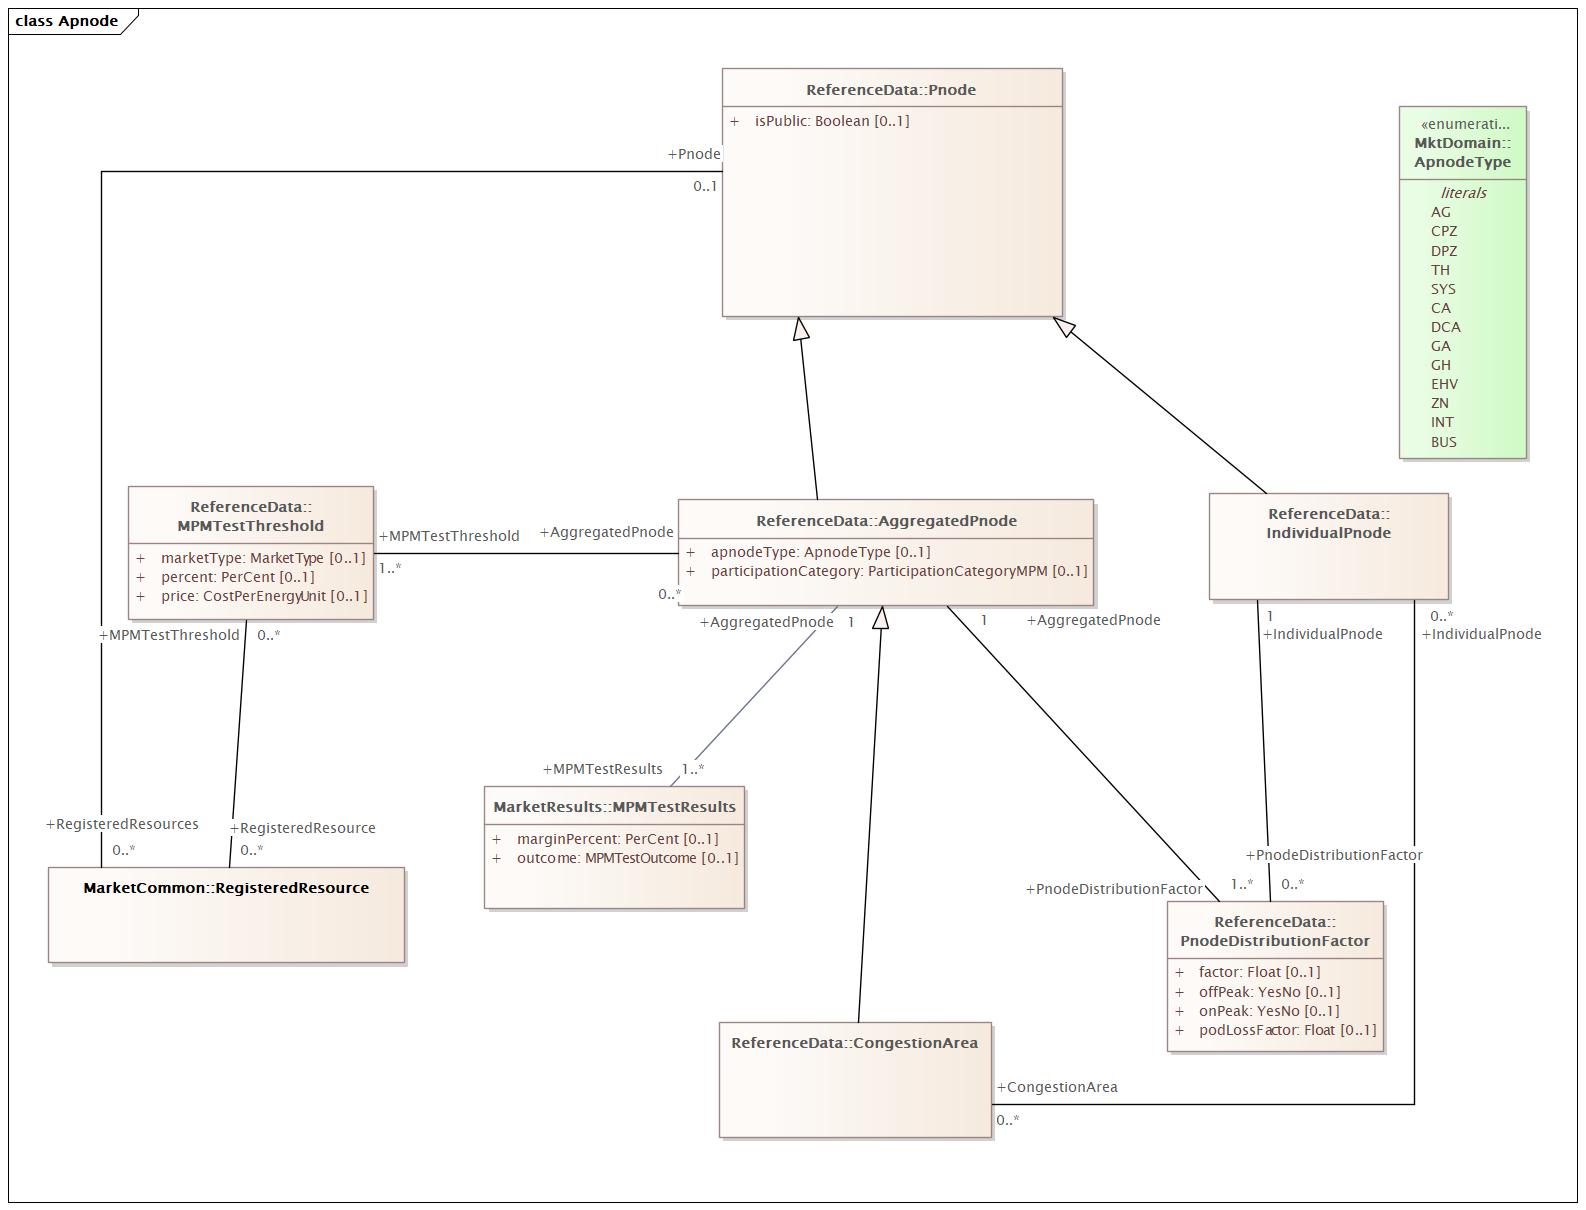 class Apnode
ReferenceData::Pnode
+ isPublic: Boolean [0..1]
+Pnode
0..1
«enumerati...
MktDomain::
ApnodeType
literals
AG
CPZ
DPZ
TH
SYS
CA
DCA
GA
GH
EHV
ZN
INT
BUS
ReferenceData::
MPMTestThreshold
+ marketType: MarketType [0..1]
+ percent: PerCent [0..1]
+ price: CostPerEnergyUnit [0..1]
+MPMTestThreshold
1..*
+AggregatedPnode
0..*
ReferenceData::AggregatedPnode
+ apnodeType: ApnodeType [0..1]
+ participationCategory: ParticipationCategoryMPM [0..1]
ReferenceData::
IndividualPnode
+MPMTestThreshold
0..*
+AggregatedPnode
1
1
+AggregatedPnode
1
+IndividualPnode
0..*
+IndividualPnode
+MPMTestResults
1..*
MarketResults::MPMTestResults
+ marginPercent: PerCent [0..1]
+ outcome: MPMTestOutcome [0..1]
+RegisteredResources
0..*
+RegisteredResource
0..*
MarketCommon::RegisteredResource
+PnodeDistributionFactor
0..*
+PnodeDistributionFactor
1..*
ReferenceData::
PnodeDistributionFactor
+ factor: Float [0..1]
+ offPeak: YesNo [0..1]
+ onPeak: YesNo [0..1]
+ podLossFactor: Float [0..1]
ReferenceData::CongestionArea
+CongestionArea
0..*